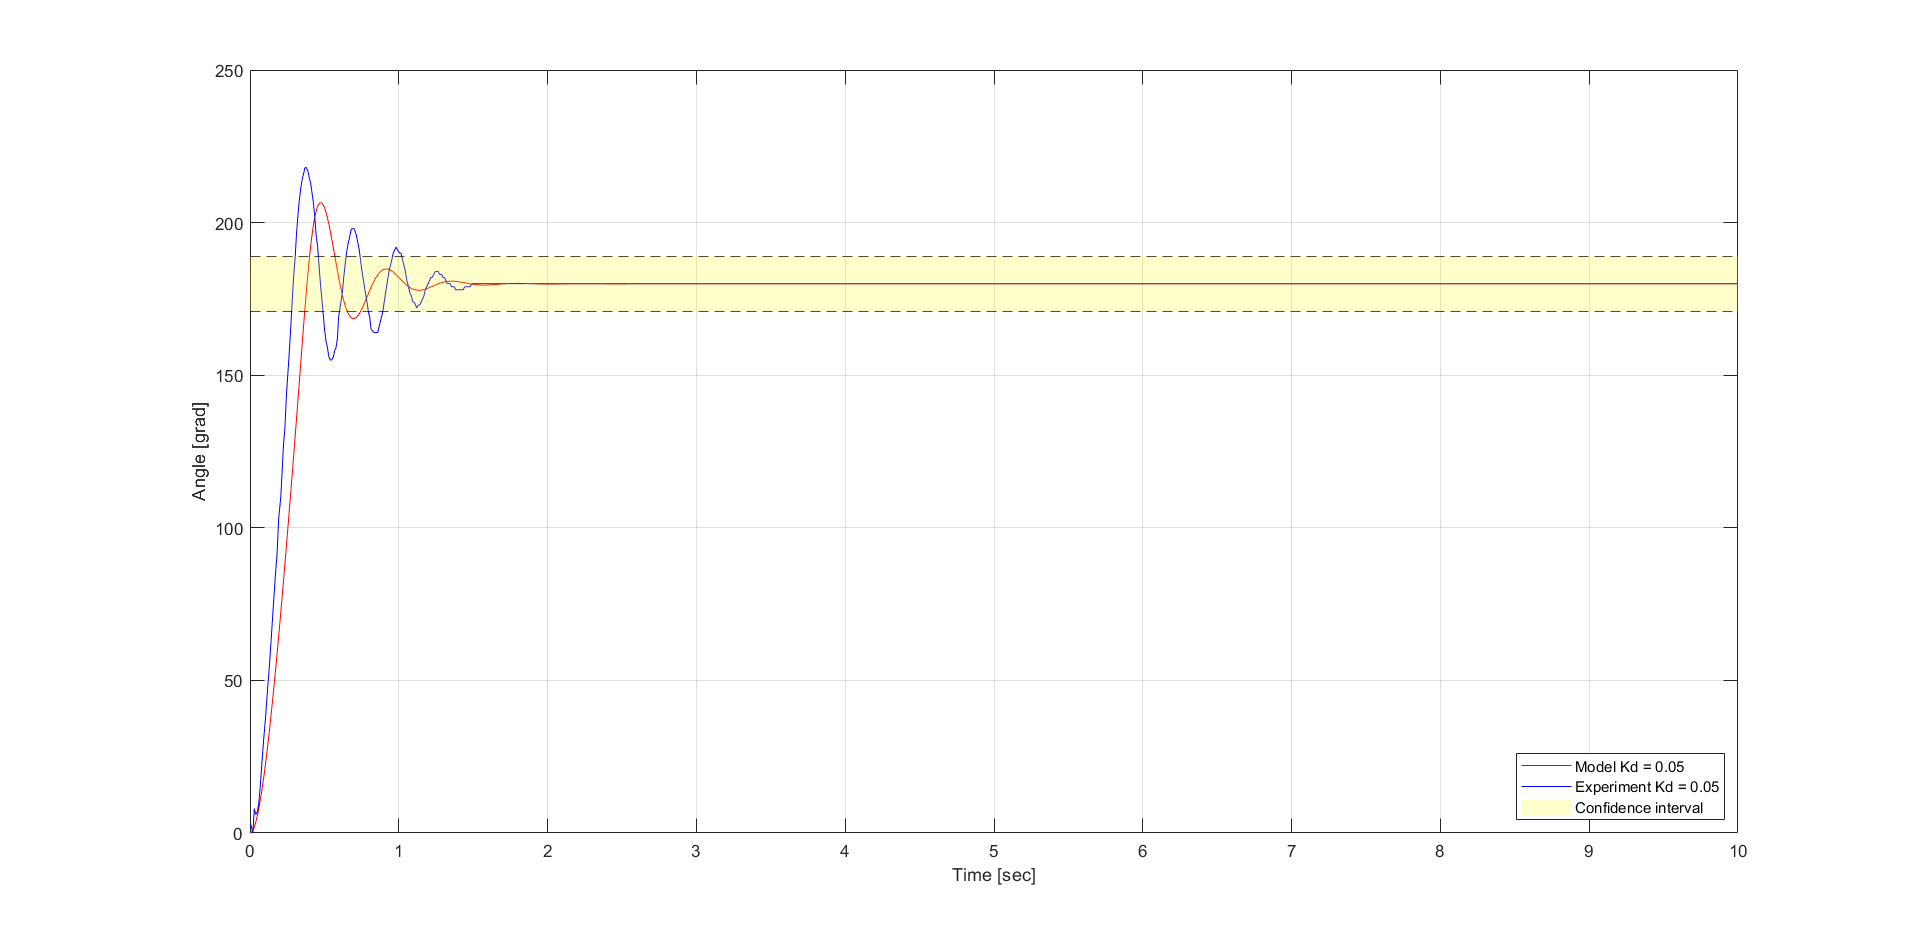 250
200
150
100
50
0
0 1 2 3 4 5 6 7 8 9 10
Angle [grad]
Time [sec]
Model Kd = 0.05
Experiment Kd = 0.05
Confidence interval